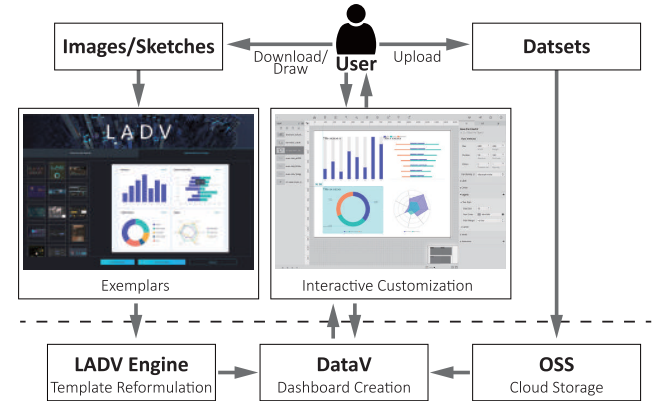 Images/Sketches
Download/
Draw
User
Upload
Datsets
LADV
Exemplars
Interactive Customization
LADV Engine
Template Reformulation
DataV
Dashboard Creation
OSS
Cloud Storage